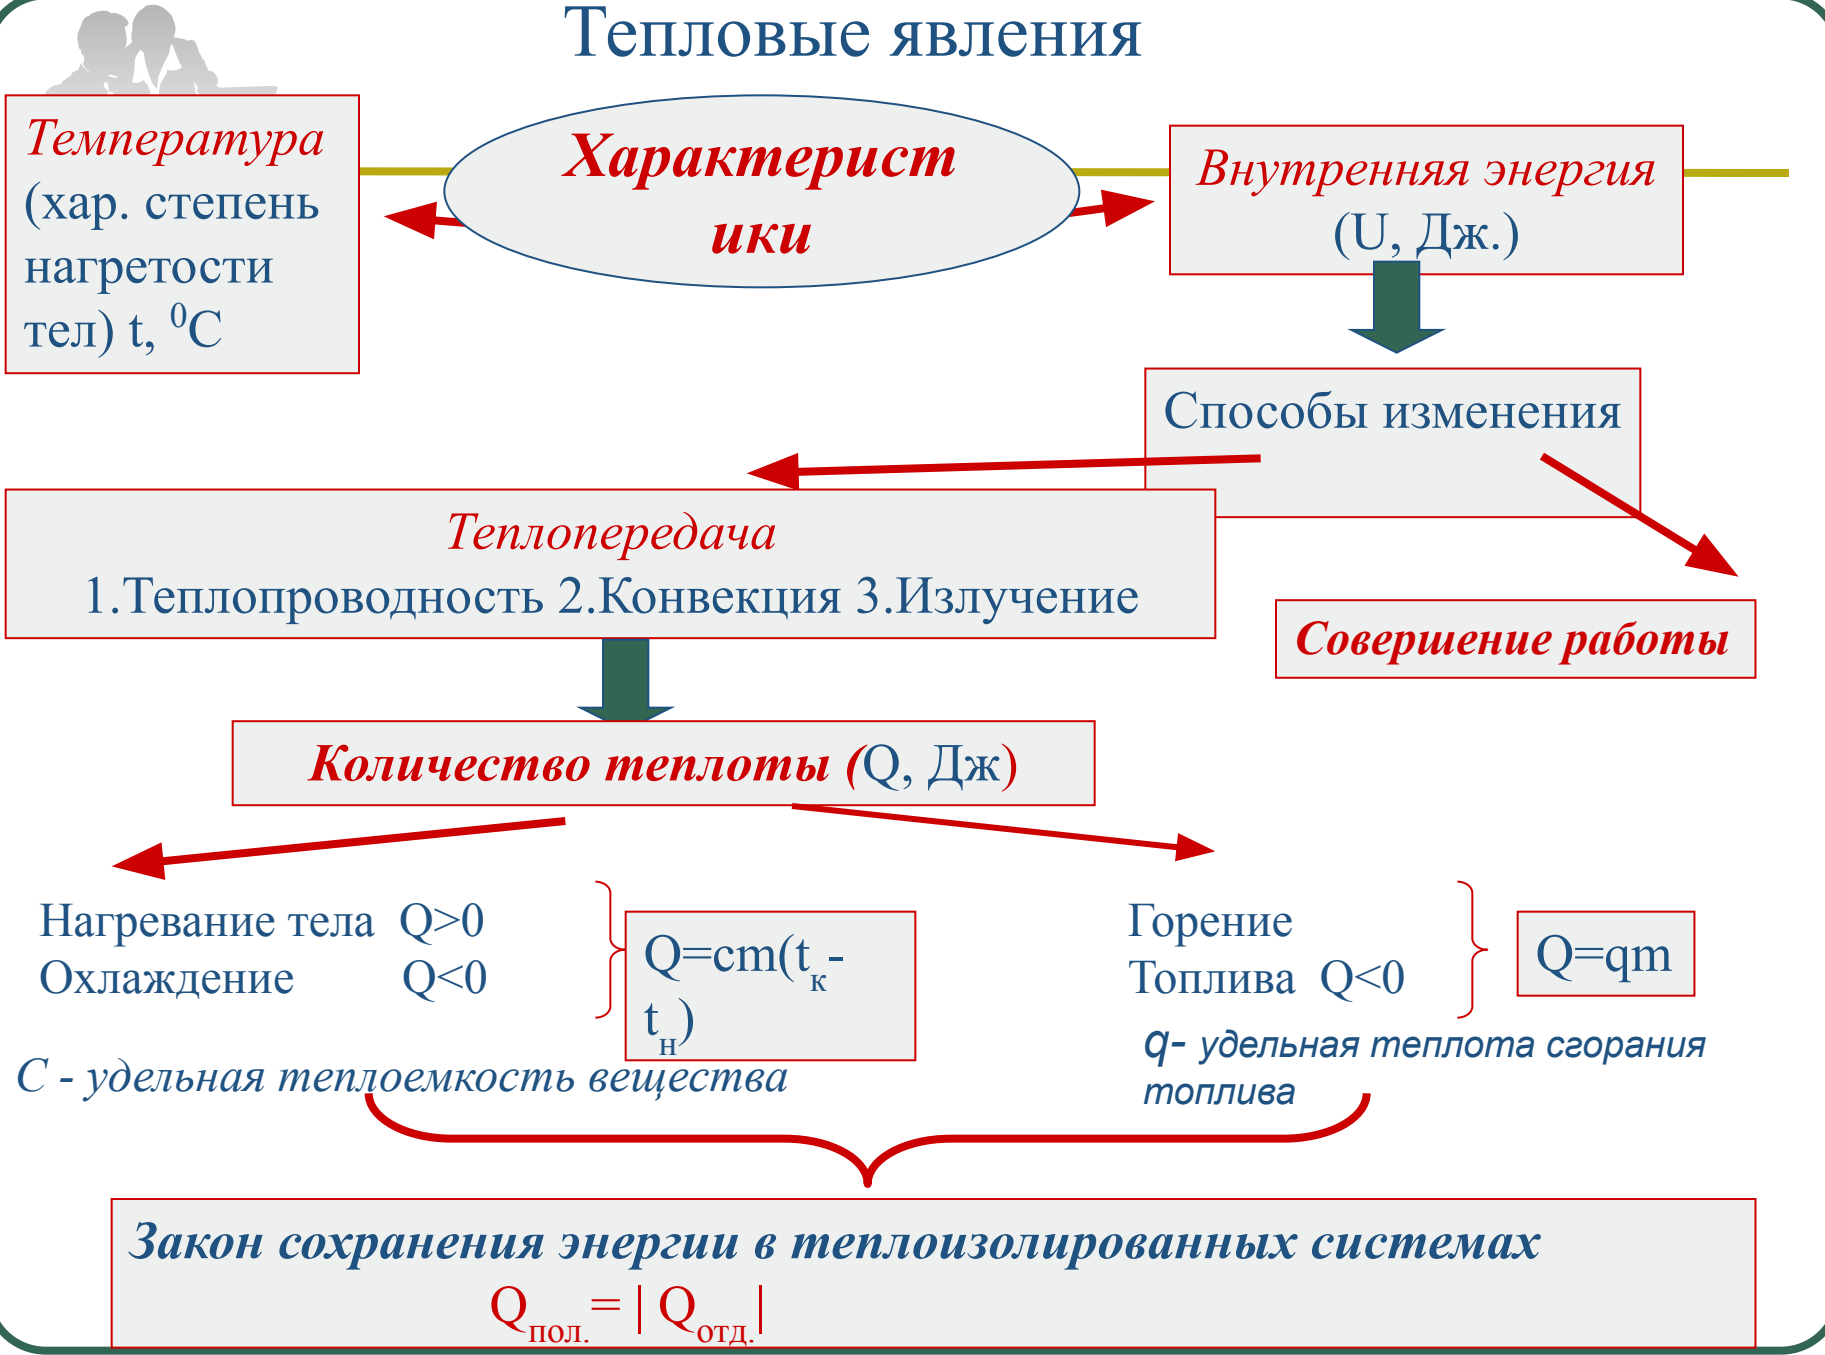 Тепловые явления
Температура
(хар. степень
нагретости
тел) t, ⁰С
Характерист
ики
Внутренняя энергия
(U, Дж.)
Способы изменения
Теплопередача
1.Теплопроводность 2.Конвекция 3.Излучение
Совершение работы
Количество теплоты (Q, Дж)
Нагревание тела Q>0
Охлаждение Q<0
Q=cm(tк-
tн)
Горение
Топлива Q<0
Q=qm
С - удельная теплоемкость вещества
q- удельная теплота сгорания
топлива
Закон сохранения энергии в теплоизолированных системах
Qпол.= | Qотд.|